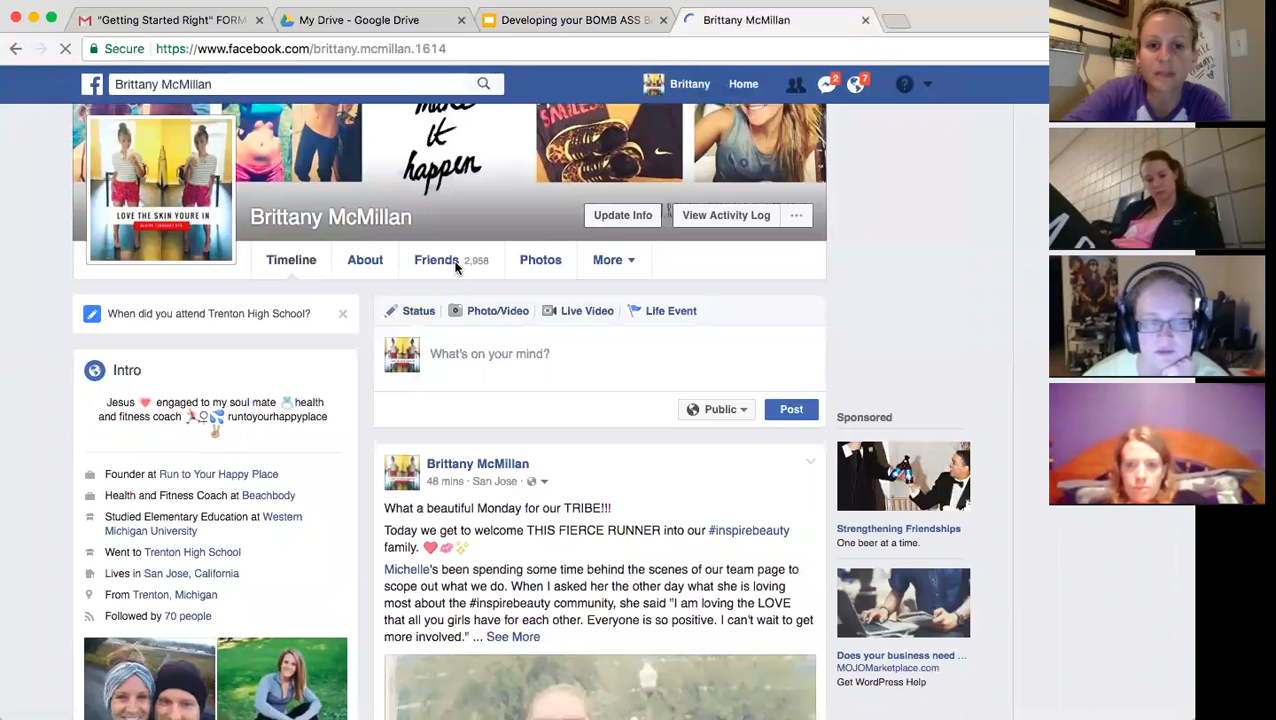 "Getting Started Right" FORM
My Drive - Google Drive
Developing your BOMB ASS B
Brittany McMillan
Secure
https://www.facebook.com/brittany.mcmillan.1614
Brittany McMillan
Brittany
Home
2
7
make
it
happen
SMILES
LOVE THE SKIN YOURE IN
Brittany McMillan
Update Info
View Activity Log
Timeline
About
Friends 2,958
Photos
More
When did you attend Trenton High School?
Intro
Jesus ❤️ engaged to my soul mate 💍health
and fitness coach 🏃‍♀️💦 runtoyourhappyplace
✌🏼
Founder at Run to Your Happy Place
Health and Fitness Coach at Beachbody
Studied Elementary Education at Western
Michigan University
Went to Trenton High School
Lives in San Jose, California
From Trenton, Michigan
Followed by 70 people
Status
Photo/Video
Live Video
Life Event
What's on your mind?
Public
Post
Brittany McMillan
48 mins · San Jose ·
What a beautiful Monday for our TRIBE!!!
Today we get to welcome THIS FIERCE RUNNER into our #inspirebeauty
family. ❤️💋✨
Michelle's been spending some time behind the scenes of our team page to
scope out what we do. When I asked her the other day what she is loving
most about the #inspirebeauty community, she said "I am loving the LOVE
that all you girls have for each other. Everyone is so positive. I can't wait to get
more involved." ... See More
Sponsored
Strengthening Friendships
One beer at a time.
Does your business need ...
MOJOMarketplace.com
Get WordPress Help